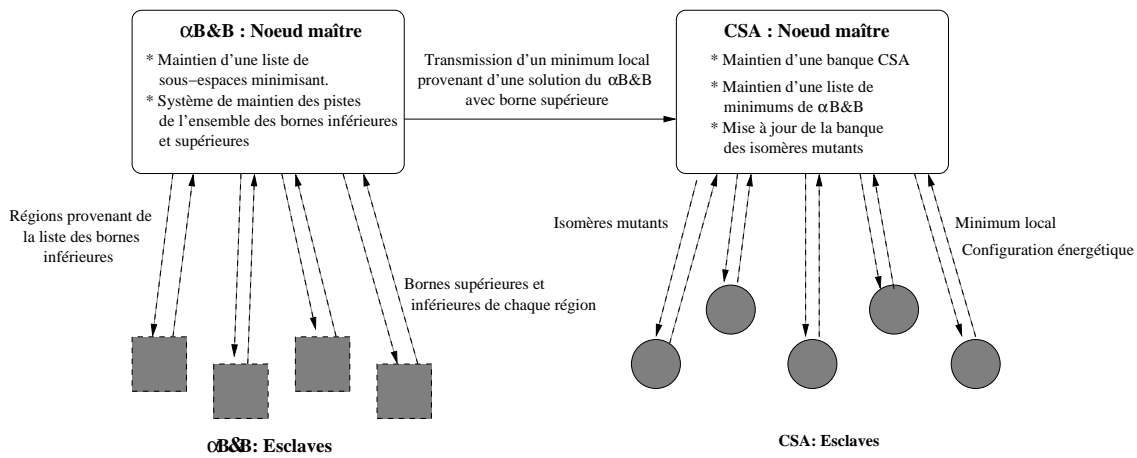 αB&B : Noeud maître
* Maintien d'une liste de
sous−espaces minimisant.
* Système de maintien des pistes
de l'ensemble des bornes inférieures
et supérieures
Transmission d'un minimum local
provenant d'une solution du αB&B
avec borne supérieure
CSA : Noeud maître
* Maintien d'une banque CSA
* Maintien d'une liste de
minimums de αB&B
* Mise à jour de la banque
des isomères mutants
Régions provenant de
la liste des bornes
inférieures
Bornes supérieures et
inférieures de chaque région
Isomères mutants
Minimum local
Configuration énergétique
αB&B: Esclaves
CSA: Esclaves